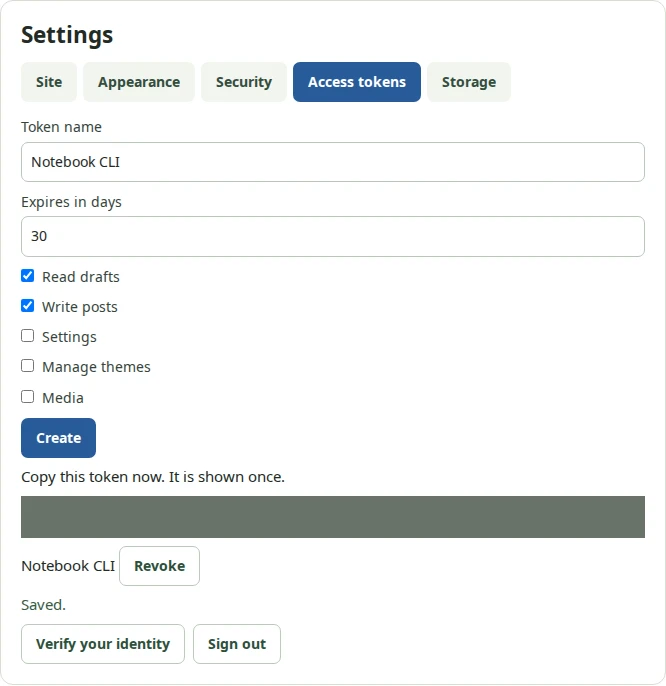 Settings
Site Appearance Security Access tokens Storage
Token name
Notebook CLI
Expires in days
30
Read drafts
Write posts
Settings
Manage themes
Media
Create
Copy this token now. It is shown once.
Notebook CLI Revoke
Saved.
Verify your identity Sign out